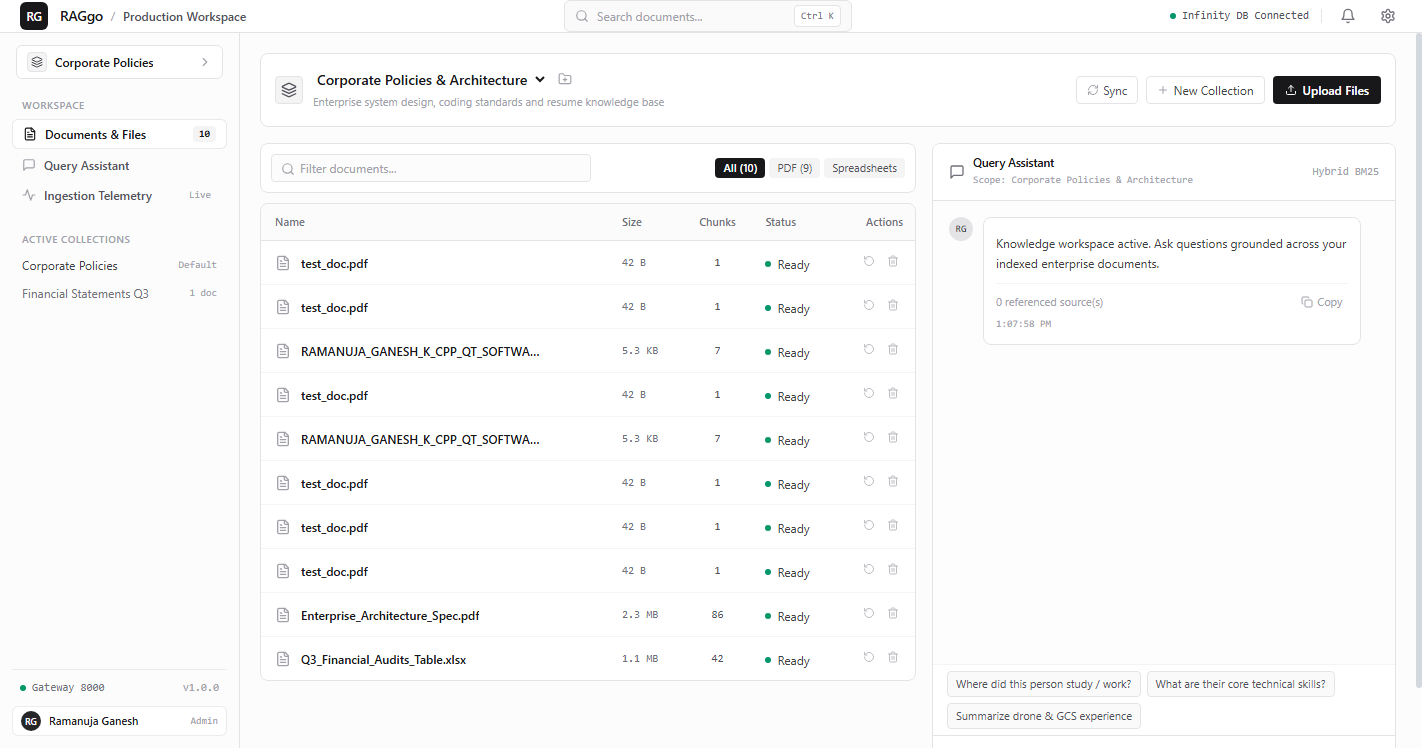 RG RAGgo / Production Workspace
Search documents... Ctrl K
Infinity DB Connected
Corporate Policies
WORKSPACE
Documents & Files 10
Query Assistant
Ingestion Telemetry Live
ACTIVE COLLECTIONS
Corporate Policies Default
Financial Statements Q3 1 doc
Gateway 8000 v1.0.0
RG Ramanuja Ganesh Admin
Corporate Policies & Architecture
Enterprise system design, coding standards and resume knowledge base
Sync
+ New Collection
Upload Files
Filter documents...
All (10) PDF (9) Spreadsheets
Name Size Chunks Status Actions
test_doc.pdf 42 B 1 Ready
test_doc.pdf 42 B 1 Ready
RAMANUJA_GANESH_K_CPP_QT_SOFTWA... 5.3 KB 7 Ready
test_doc.pdf 42 B 1 Ready
RAMANUJA_GANESH_K_CPP_QT_SOFTWA... 5.3 KB 7 Ready
test_doc.pdf 42 B 1 Ready
test_doc.pdf 42 B 1 Ready
test_doc.pdf 42 B 1 Ready
Enterprise_Architecture_Spec.pdf 2.3 MB 86 Ready
Q3_Financial_Audits_Table.xlsx 1.1 MB 42 Ready
Query Assistant
Scope: Corporate Policies & Architecture
Hybrid BM25
RG
Knowledge workspace active. Ask questions grounded across your
indexed enterprise documents.
0 referenced source(s) Copy
1:07:58 PM
Where did this person study / work?
What are their core technical skills?
Summarize drone & GCS experience